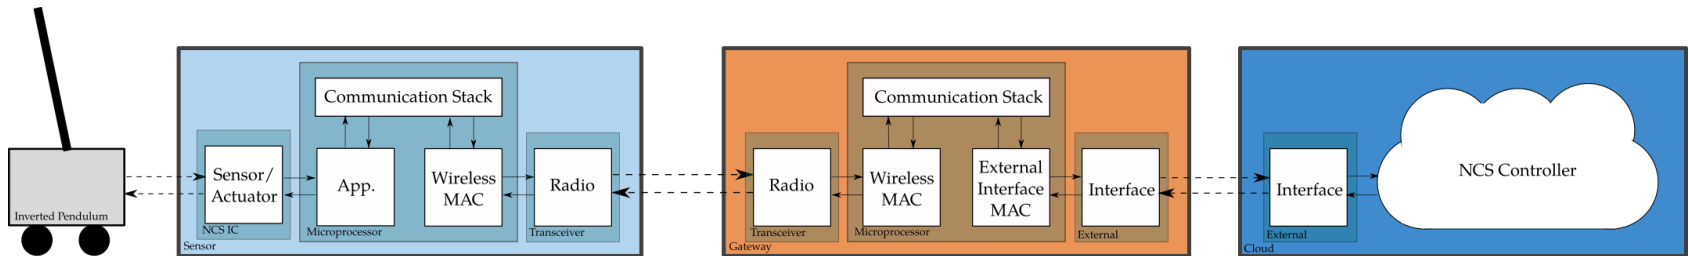 Inverted Pendulum
Sensor/
Actuator
NCS IC
Communication Stack
App.
Wireless
MAC
Microprocessor
Radio
Transceiver
Sensor
Radio
Transceiver
Communication Stack
Wireless
MAC
External
Interface
MAC
Microprocessor
Interface
External
Gateway
Interface
External
NCS Controller
Cloud